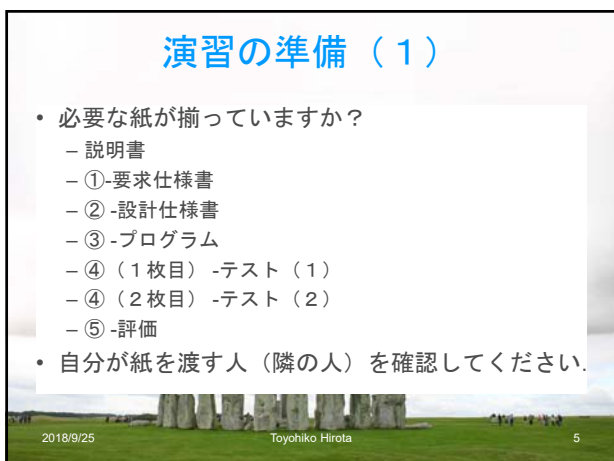 演習の準備（１）
• 必要な紙が揃っていますか？
– 説明書
– ①-要求仕様書
– ② -設計仕様書
– ③ -プログラム
– ④（１枚目） -テスト（１）
– ④（２枚目） -テスト（２）
– ⑤ -評価
• 自分が紙を渡す人（隣の人）を確認してください.
2018/9/25
Toyohiko Hirota
5